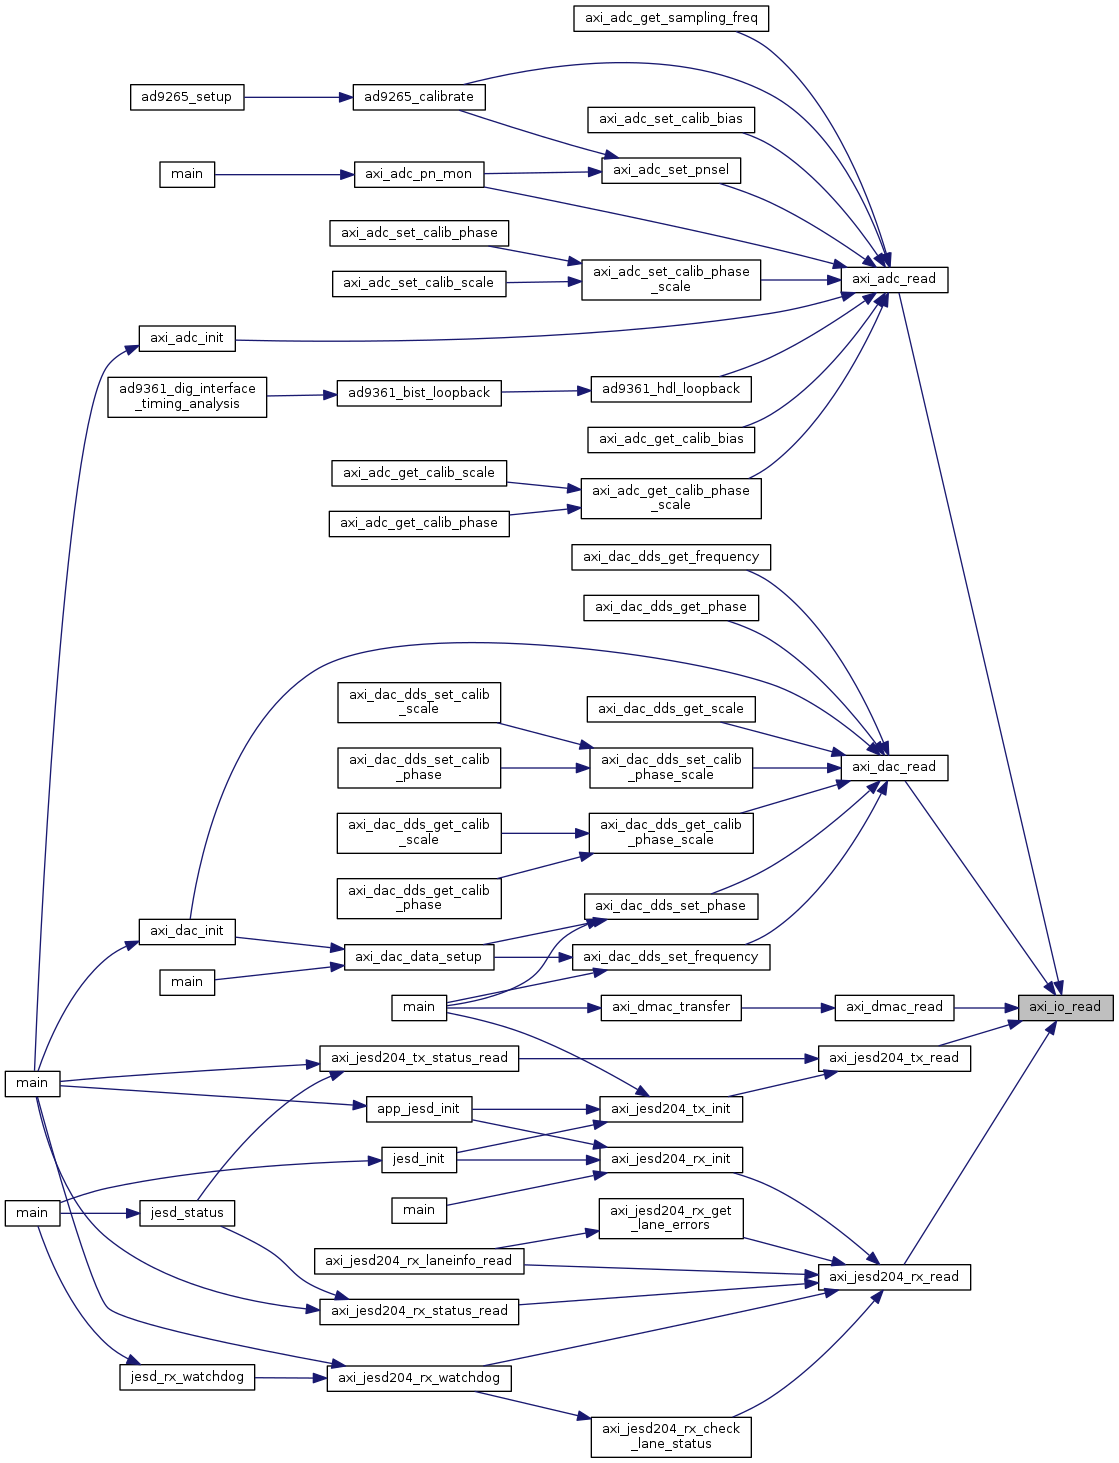 axi_adc_get_sampling_freq
ad9265_setup
ad9265_calibrate
axi_adc_set_calib_bias
main
axi_adc_pn_mon
axi_adc_set_pnsel
axi_adc_set_calib_phase
axi_adc_set_calib_scale
axi_adc_set_calib_phase
_scale
axi_adc_read
axi_adc_init
ad9361_dig_interface
_timing_analysis
ad9361_bist_loopback
ad9361_hdl_loopback
axi_adc_get_calib_bias
axi_adc_get_calib_scale
axi_adc_get_calib_phase
_scale
axi_adc_get_calib_phase
axi_dac_dds_get_frequency
axi_dac_dds_get_phase
axi_dac_dds_set_calib
_scale
axi_dac_dds_get_scale
axi_dac_dds_set_calib
_phase
axi_dac_dds_set_calib
_phase_scale
axi_dac_read
axi_dac_dds_get_calib
_scale
axi_dac_dds_get_calib
_phase_scale
axi_dac_dds_get_calib
_phase
axi_dac_dds_set_phase
axi_dac_init
axi_dac_data_setup
axi_dac_dds_set_frequency
main
main
axi_dmac_transfer
axi_dmac_read
axi_io_read
axi_jesd204_tx_status_read
axi_jesd204_tx_read
main
app_jesd_init
axi_jesd204_tx_init
jesd_init
axi_jesd204_rx_init
main
jesd_status
main
axi_jesd204_rx_get
_lane_errors
axi_jesd204_rx_laneinfo_read
axi_jesd204_rx_read
axi_jesd204_rx_status_read
jesd_rx_watchdog
axi_jesd204_rx_watchdog
axi_jesd204_rx_check
_lane_status